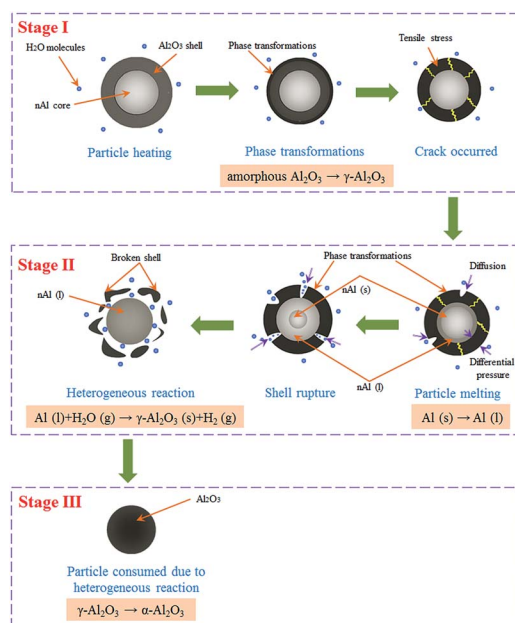 Stage I
H2O molecules
Al2O3 shell
nAl core
Phase transformations
Tensile stress
Particle heating
Phase transformations
Crack occurred
amorphous Al2O3 → γ-Al2O3
Stage II
Broken shell
nAl (l)
Phase transformations
nAl (s)
nAl (l)
Diffusion
Differential
pressure
Heterogeneous reaction
Shell rupture
Particle melting
Al (l)+H2O (g) → γ-Al2O3 (s)+H2 (g)
Al (s) → Al (l)
Stage III
Al2O3
Particle consumed due to
heterogeneous reaction
γ-Al2O3 → α-Al2O3